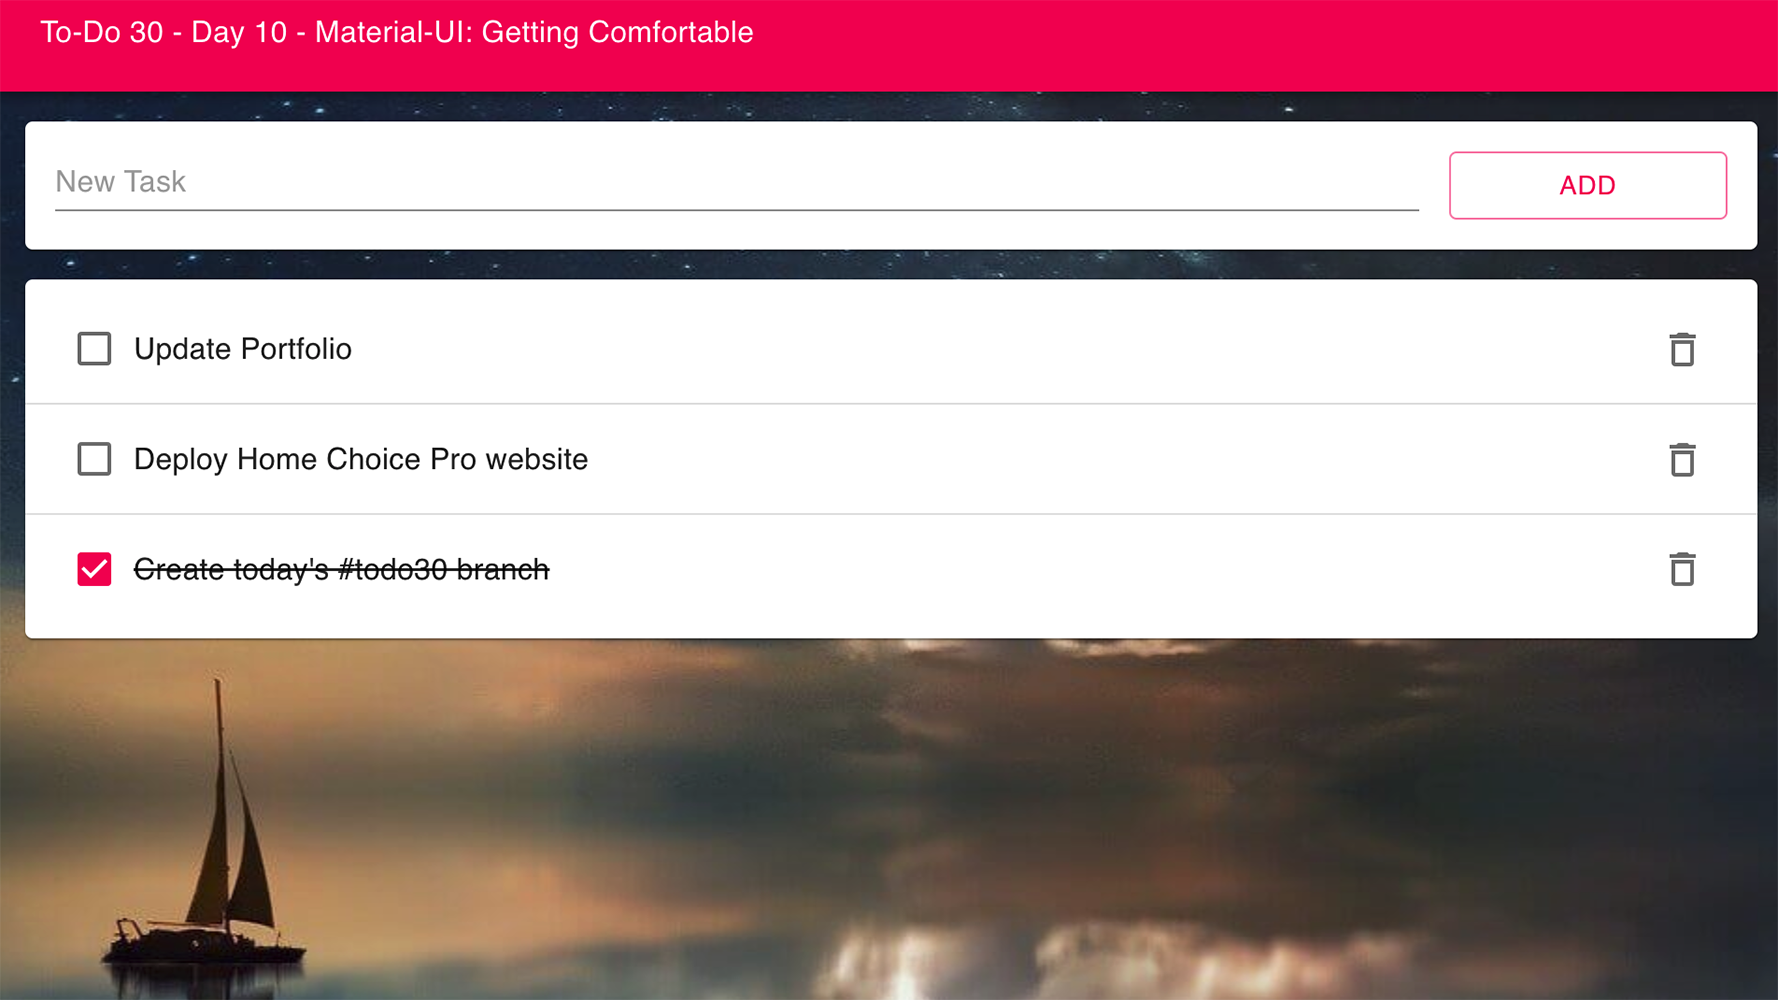 To-Do 30 - Day 10 - Material-UI: Getting Comfortable
New Task
ADD
Update Portfolio
Deploy Home Choice Pro website
Create today's #todo30 branch